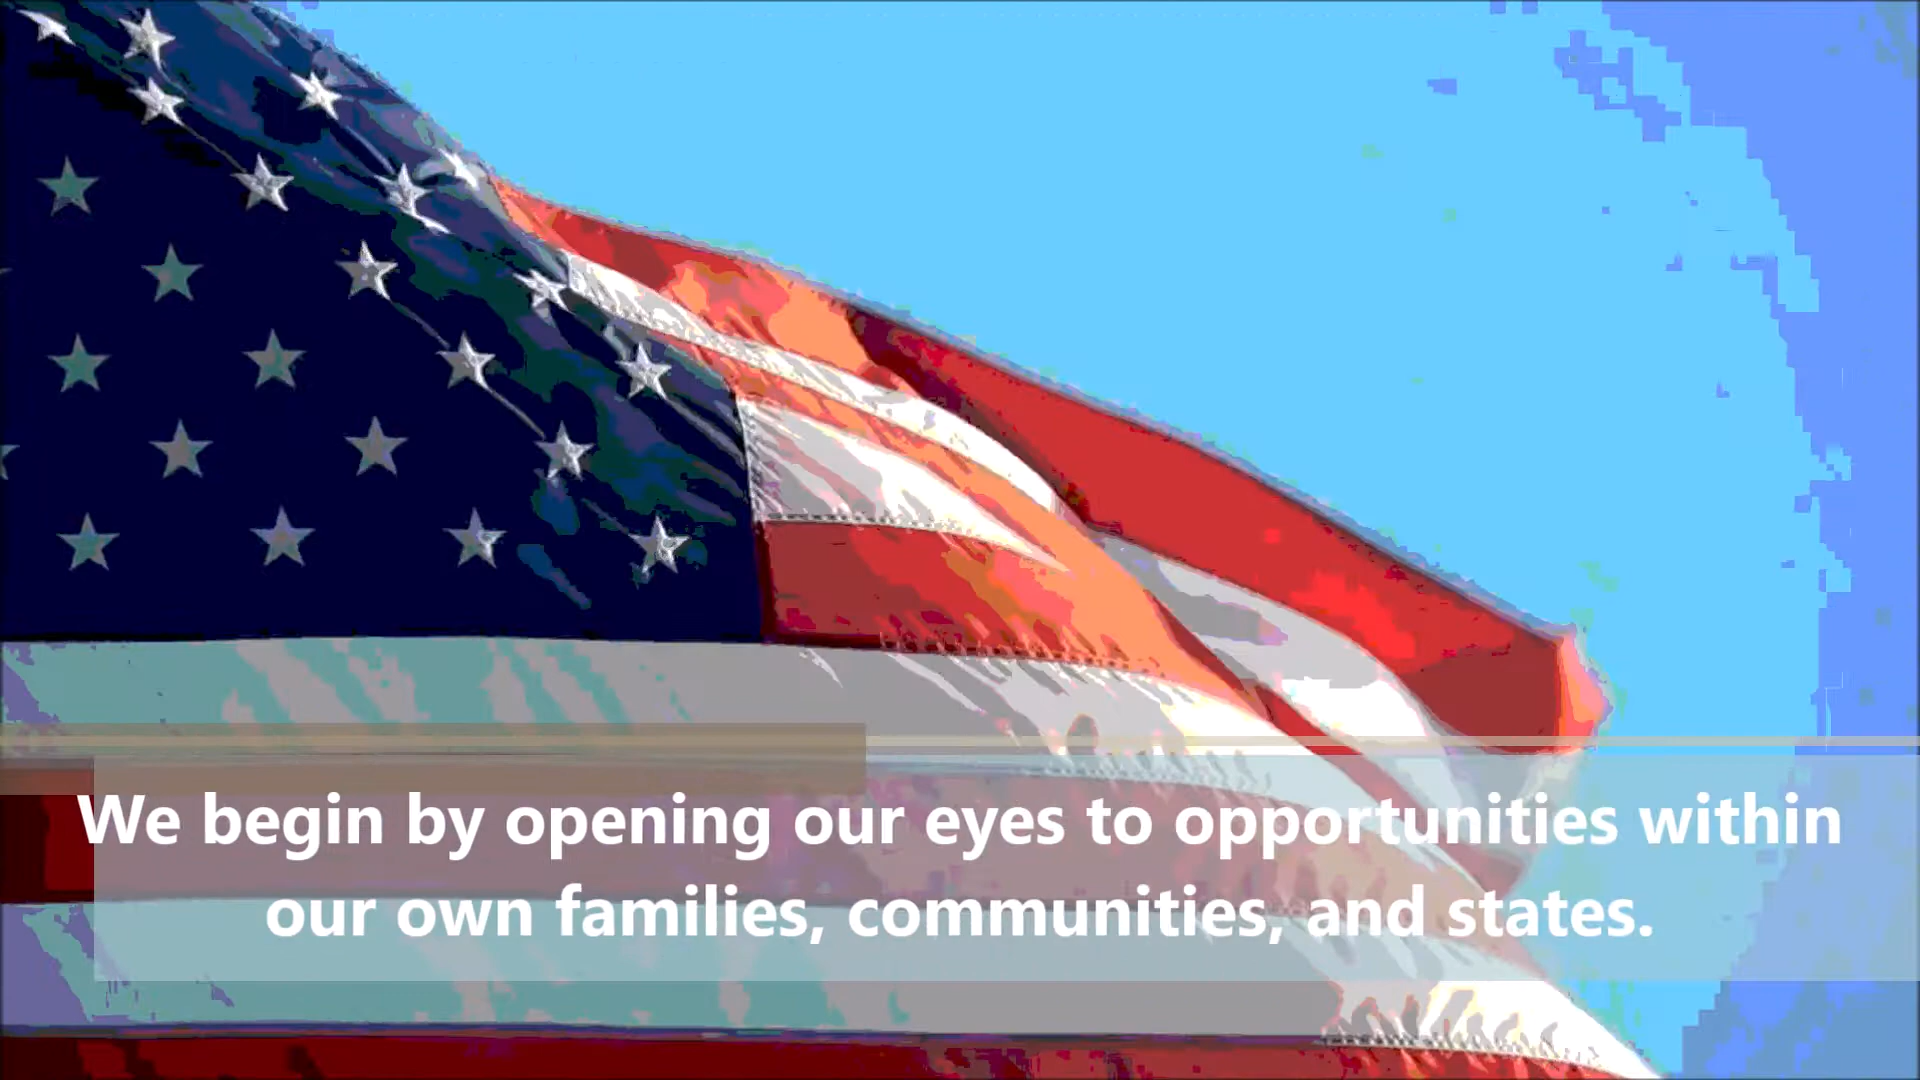 We begin by opening our eyes to opportunities within
our own families, communities, and states.